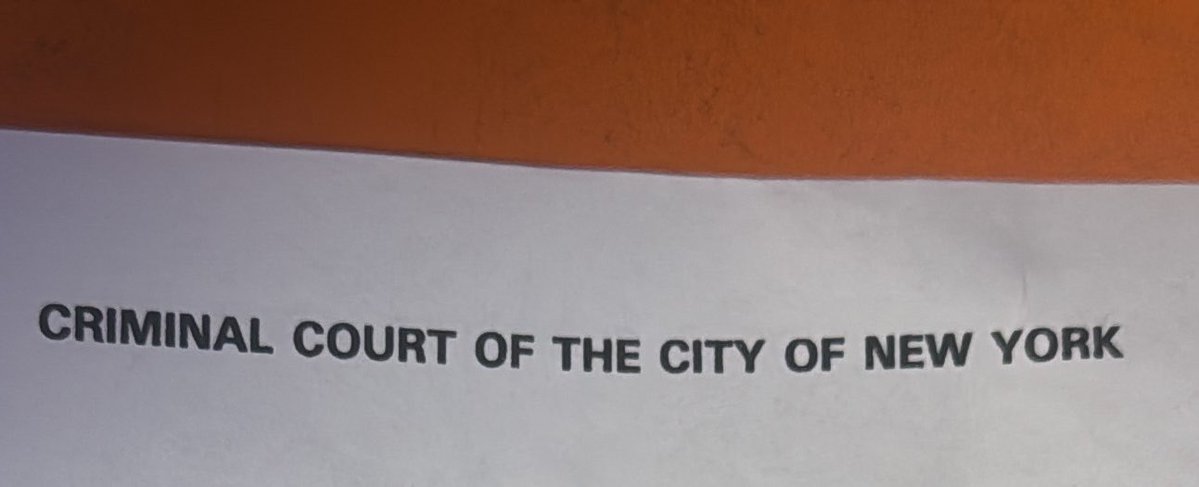 CRIMINAL COURT OF THE CITY OF NEW YORK